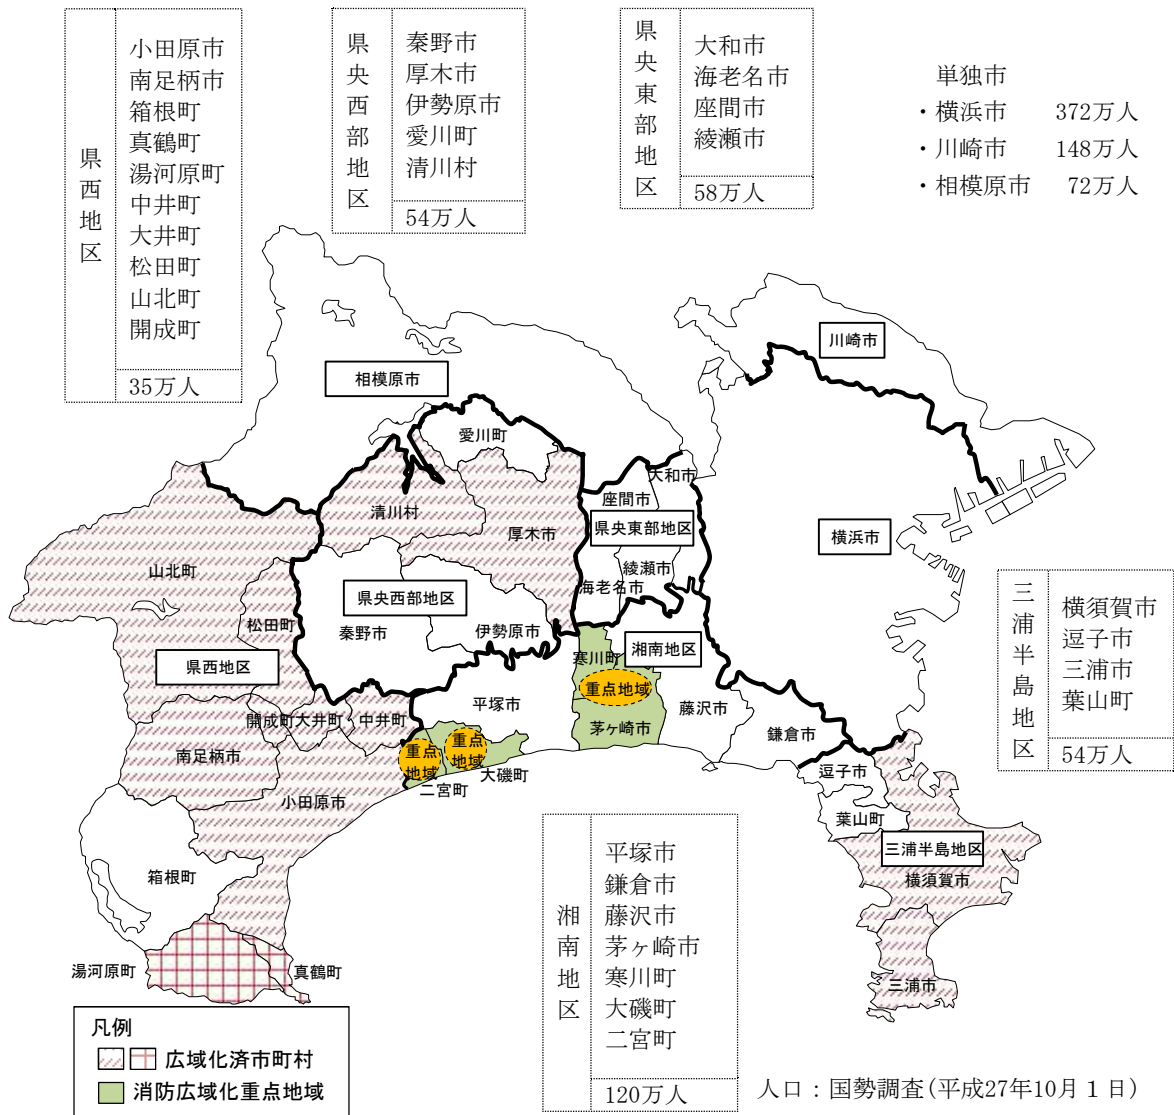 県西地区
小田原市
南足柄市
箱根町
真鶴町
湯河原町
中井町
大井町
松田町
山北町
開成町
35万人
県央西部地区
秦野市
厚木市
伊勢原市
愛川町
清川村
54万人
県央東部地区
大和市
海老名市
座間市
綾瀬市
58万人
単独市
・横浜市 372万人
・川崎市 148万人
・相模原市 72万人
川崎市
相模原市
愛川町
大和市
座間市
清川村
県央東部地区
厚木市
横浜市
山北町
綾瀬市
海老名市
県央西部地区
松田町
秦野市
伊勢原市
湘南地区
寒川町
県西地区
重点地域
平塚市
藤沢市
開成町
大井町
中井町
茅ヶ崎市
鎌倉市
南足柄市
重点
地域
重点
地域
大磯町
二宮町
逗子市
小田原市
葉山町
三浦半島地区
箱根町
横須賀市
湯河原町
真鶴町
三浦市
三浦半島地区
横須賀市
逗子市
三浦市
葉山町
54万人
湘南地区
平塚市
鎌倉市
藤沢市
茅ヶ崎市
寒川町
大磯町
二宮町
120万人
凡例
広域化済市町村
消防広域化重点地域
人口：国勢調査(平成27年10月１日)